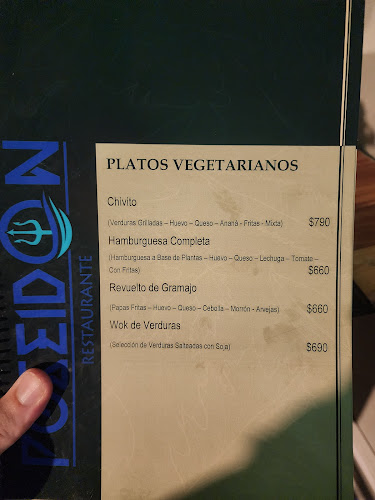 POSEIDON
RESTAURANTE
PLATOS VEGETARIANOS
Chivito
(Verduras Grilladas – Huevo – Queso – Ananá - Fritas - Mixta) $790
Hamburguesa Completa
(Hamburguesa a Base de Plantas – Huevo – Queso – Lechuga – Tomate –
Con Fritas) $660
Revuelto de Gramajo
(Papas Fritas – Huevo – Queso – Cebolla – Morrón - Arvejas) $660
Wok de Verduras
(Selección de Verduras Salteadas con Soja) $690